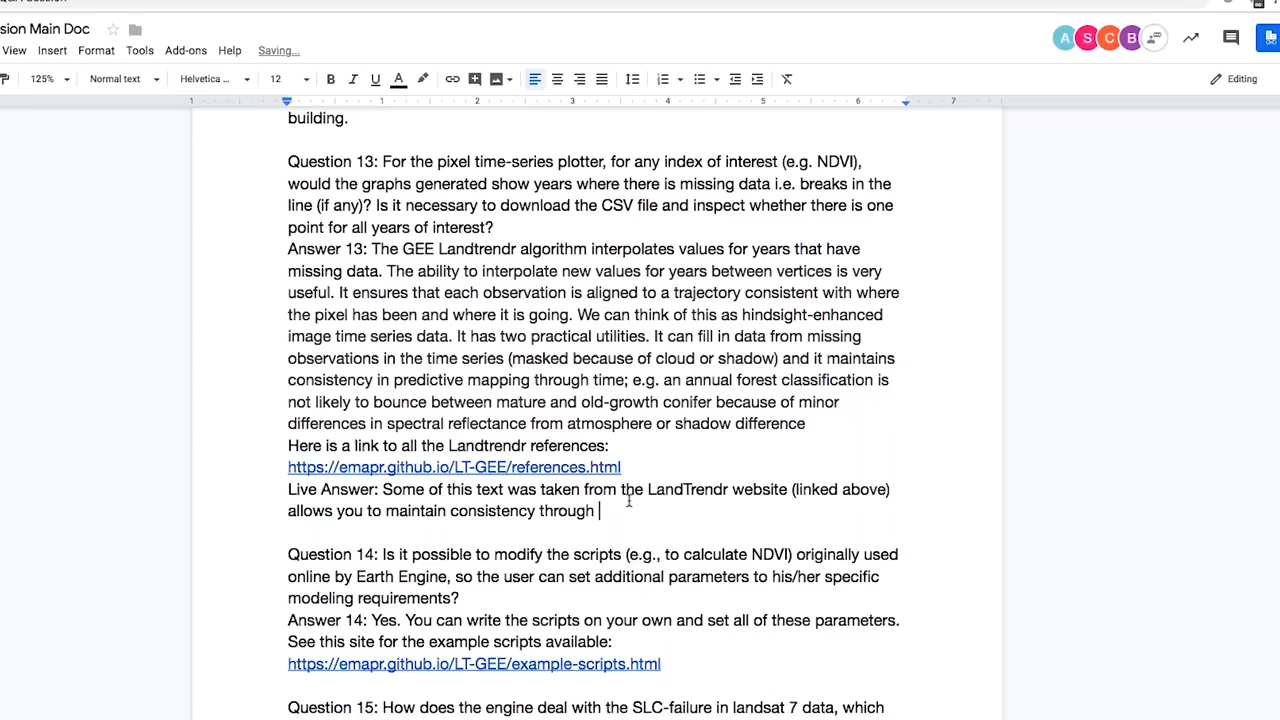 sion Main Doc
View Insert Format Tools Add-ons Help Saving...
A S C B
125% Normal text Helvetica ... 12 B I U A Editing
1 1 2 3 4 5 6 7
building.
Question 13: For the pixel time-series plotter, for any index of interest (e.g. NDVI),
would the graphs generated show years where there is missing data i.e. breaks in the
line (if any)? Is it necessary to download the CSV file and inspect whether there is one
point for all years of interest?
Answer 13: The GEE Landtrendr algorithm interpolates values for years that have
missing data. The ability to interpolate new values for years between vertices is very
useful. It ensures that each observation is aligned to a trajectory consistent with where
the pixel has been and where it is going. We can think of this as hindsight-enhanced
image time series data. It has two practical utilities. It can fill in data from missing
observations in the time series (masked because of cloud or shadow) and it maintains
consistency in predictive mapping through time; e.g. an annual forest classification is
not likely to bounce between mature and old-growth conifer because of minor
differences in spectral reflectance from atmosphere or shadow difference
Here is a link to all the Landtrendr references:
https://emapr.github.io/LT-GEE/references.html
Live Answer: Some of this text was taken from the LandTrendr website (linked above)
allows you to maintain consistency through
Question 14: Is it possible to modify the scripts (e.g., to calculate NDVI) originally used
online by Earth Engine, so the user can set additional parameters to his/her specific
modeling requirements?
Answer 14: Yes. You can write the scripts on your own and set all of these parameters.
See this site for the example scripts available:
https://emapr.github.io/LT-GEE/example-scripts.html
Question 15: How does the engine deal with the SLC-failure in landsat 7 data, which